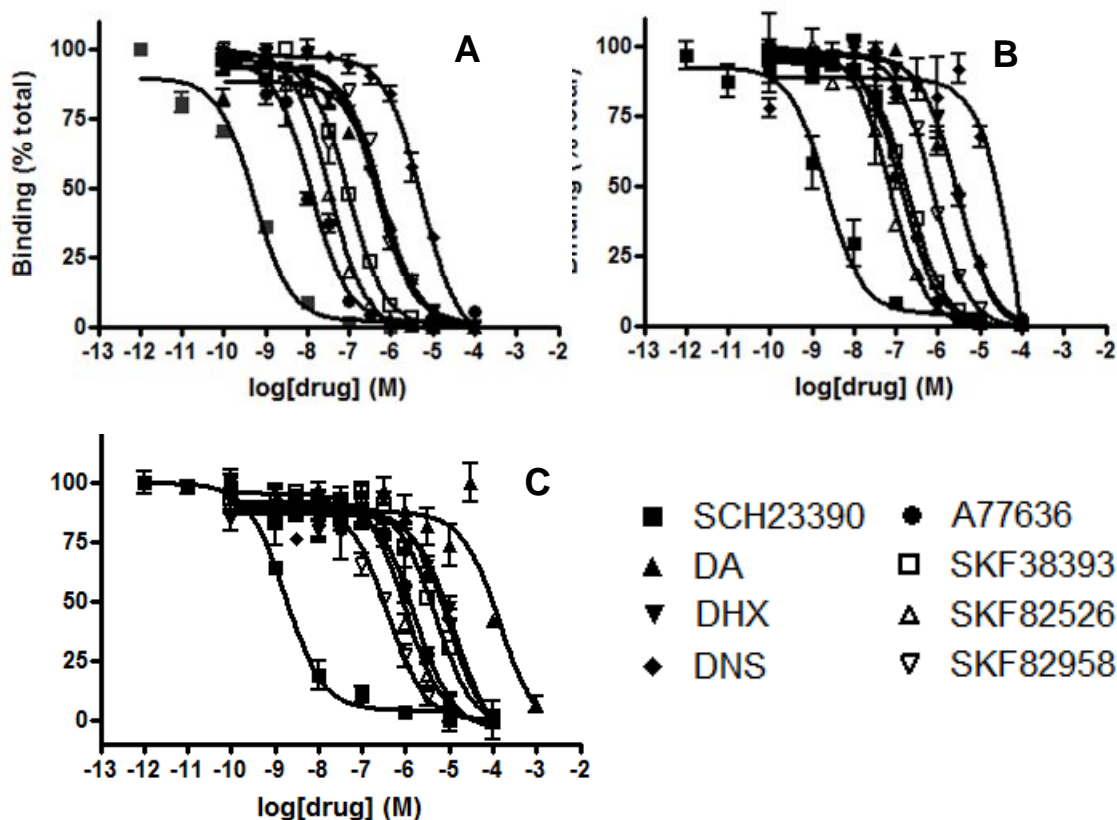 A
Binding (% total)
100
75
50
25
0
-13 -12 -11 -10 -9 -8 -7 -6 -5 -4 -3 -2
log[drug] (M)
B
(% total)
100
75
50
25
0
-13 -12 -11 -10 -9 -8 -7 -6 -5 -4 -3 -2
log[drug] (M)
C
100
75
50
25
0
-13 -12 -11 -10 -9 -8 -7 -6 -5 -4 -3 -2
log[drug] (M)
SCH23390
DA
DHX
DNS
A77636
SKF38393
SKF82526
SKF82958